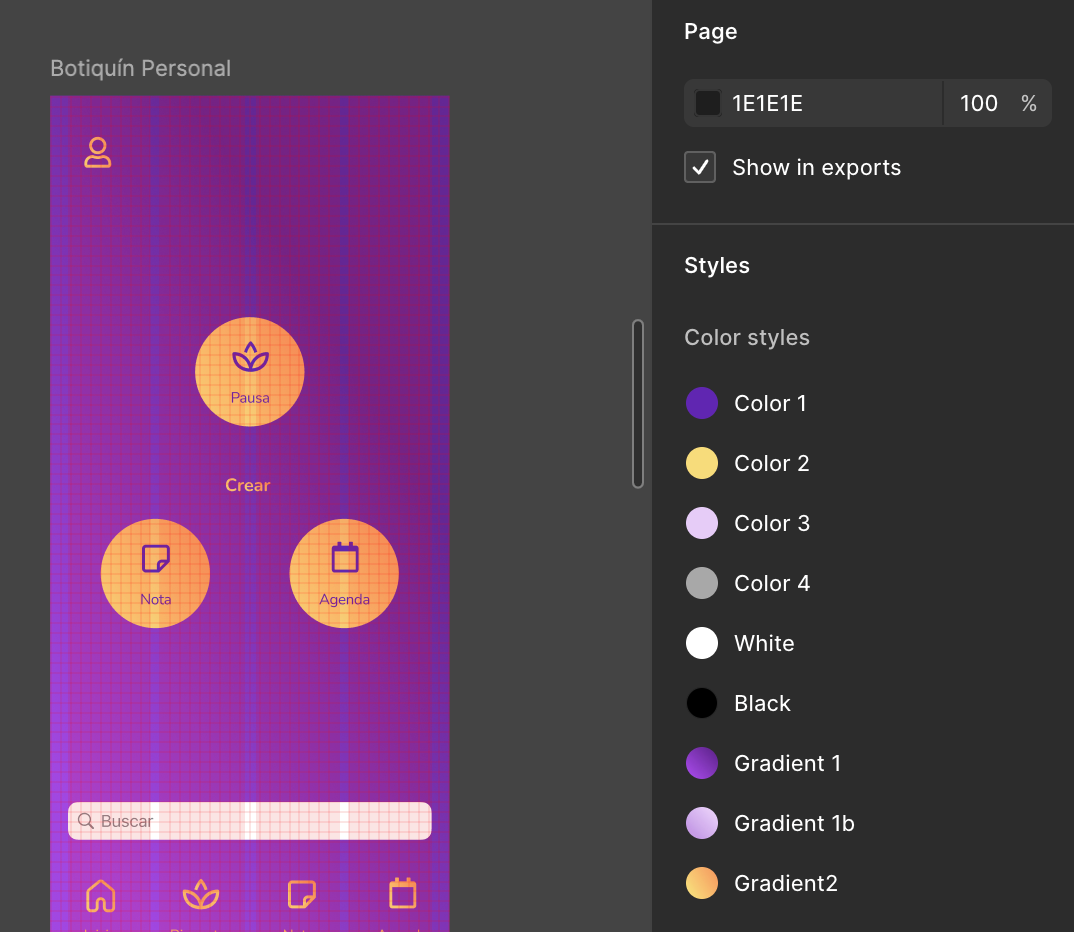 Botiquín Personal
Pausa
Crear
Nota
Agenda
Buscar
Page
1E1E1E
100 %
Show in exports
Styles
Color styles
Color 1
Color 2
Color 3
Color 4
White
Black
Gradient 1
Gradient 1b
Gradient2